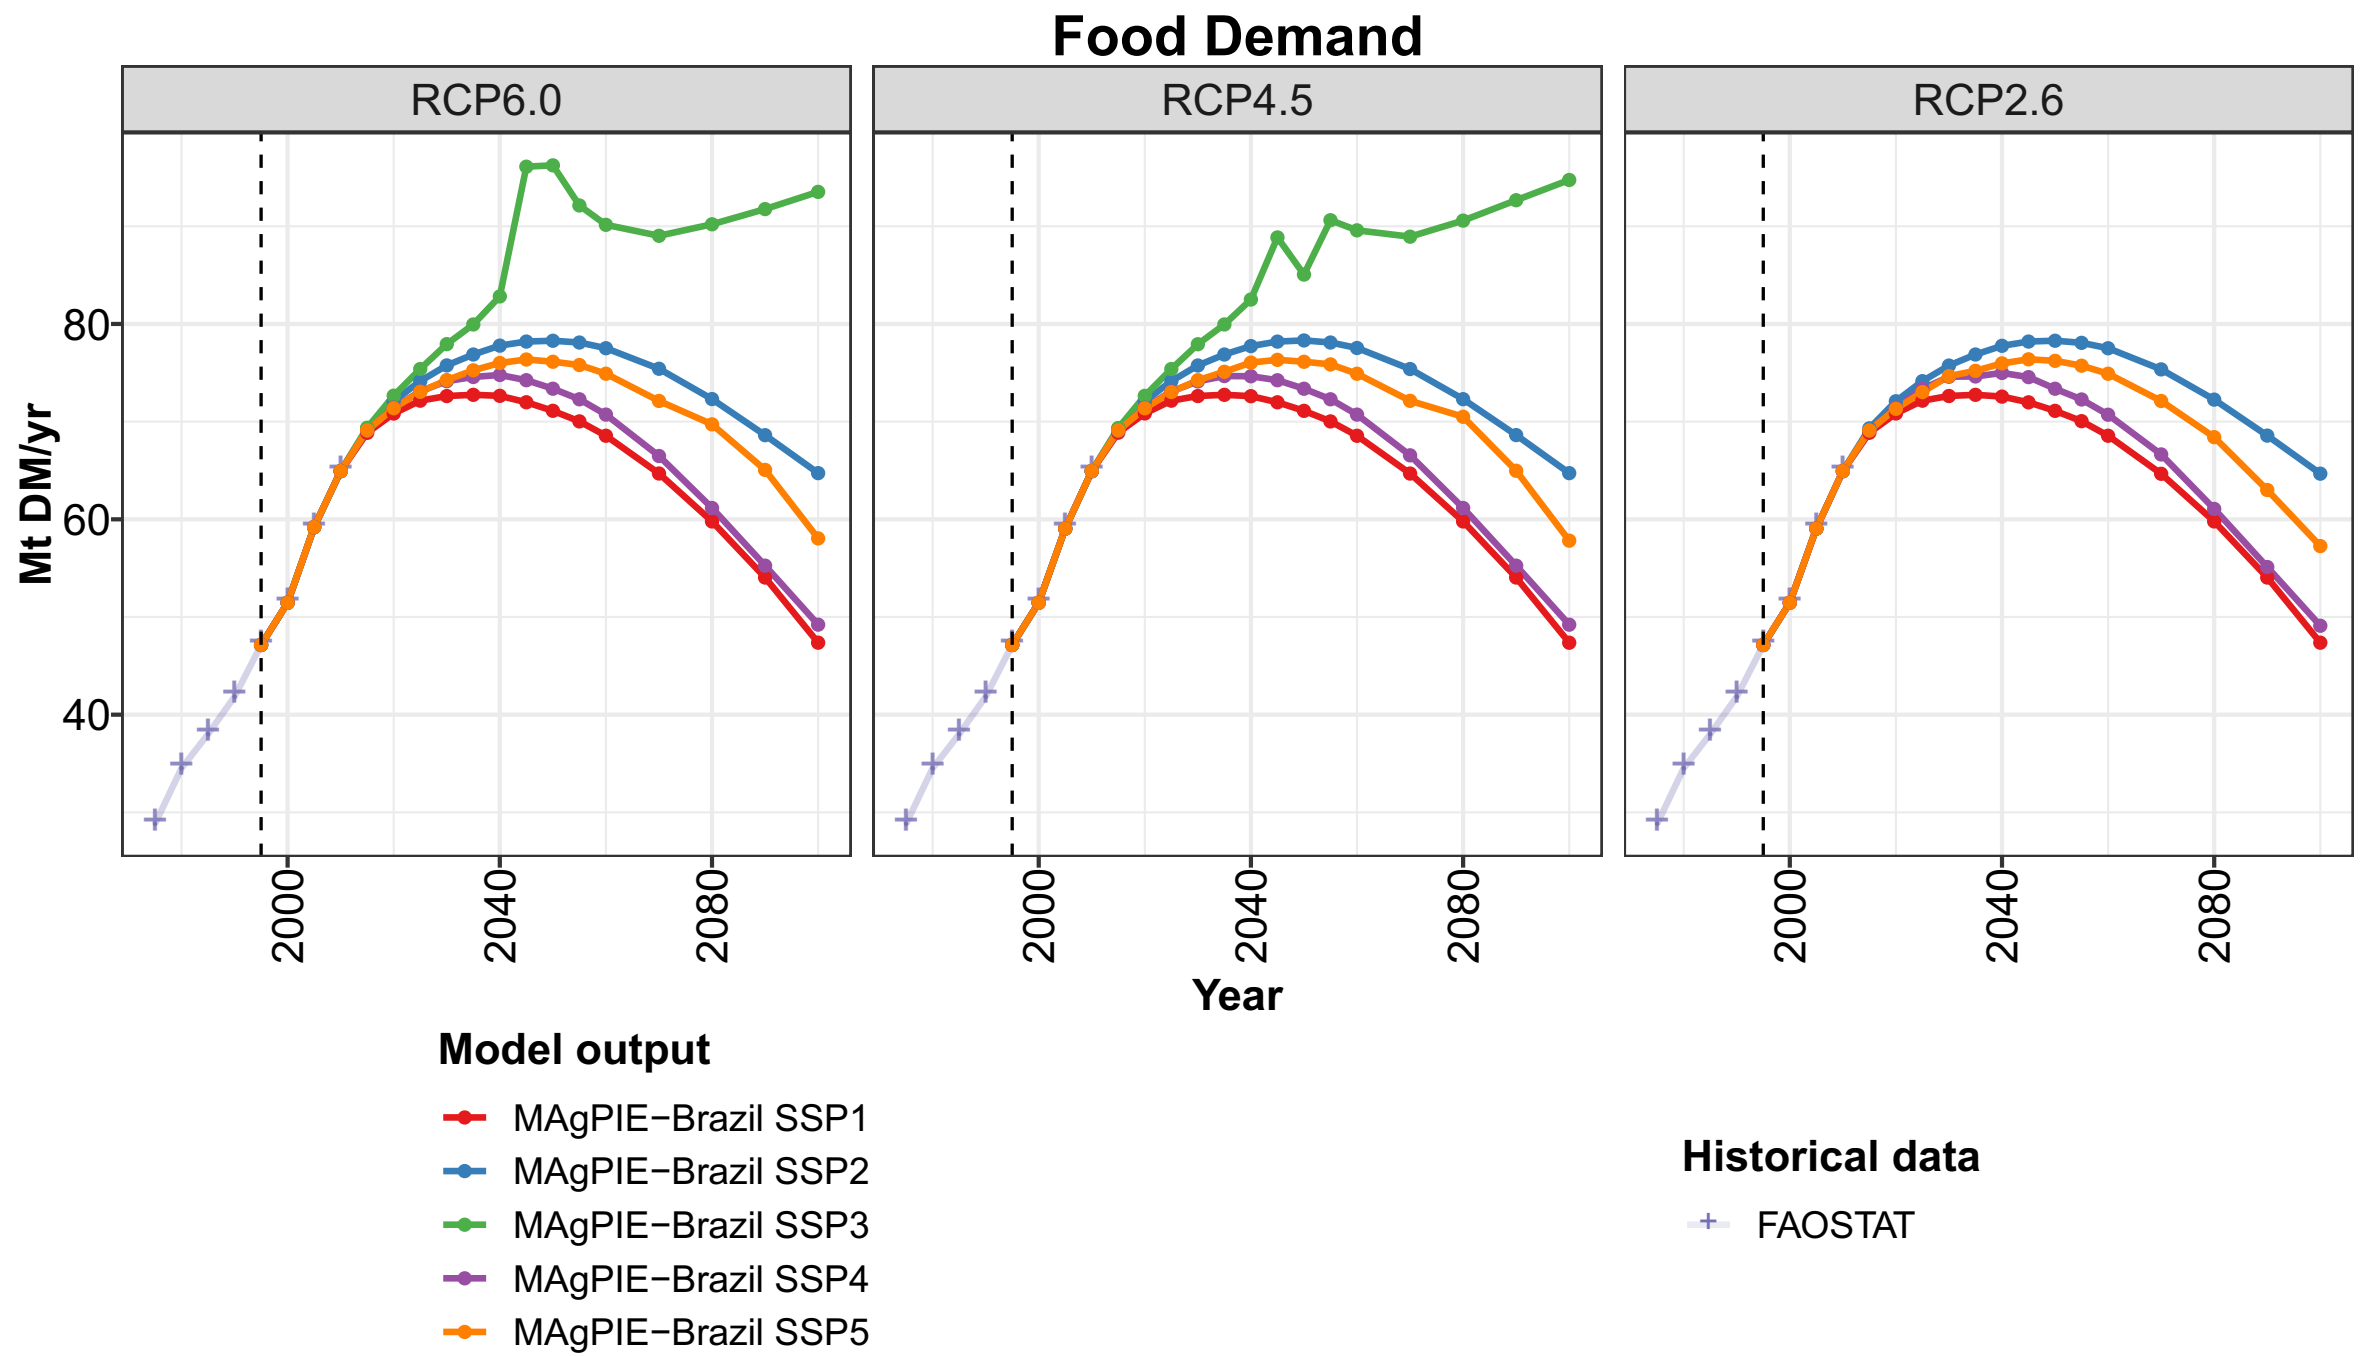 Food Demand
RCP6.0
RCP4.5
RCP2.6
Mt DM/yr
80
60
40
2000
2040
2080
2000
2040
2080
2000
2040
2080
Year
Model output
MAgPIE−Brazil SSP1
MAgPIE−Brazil SSP2
MAgPIE−Brazil SSP3
MAgPIE−Brazil SSP4
MAgPIE−Brazil SSP5
Historical data
FAOSTAT